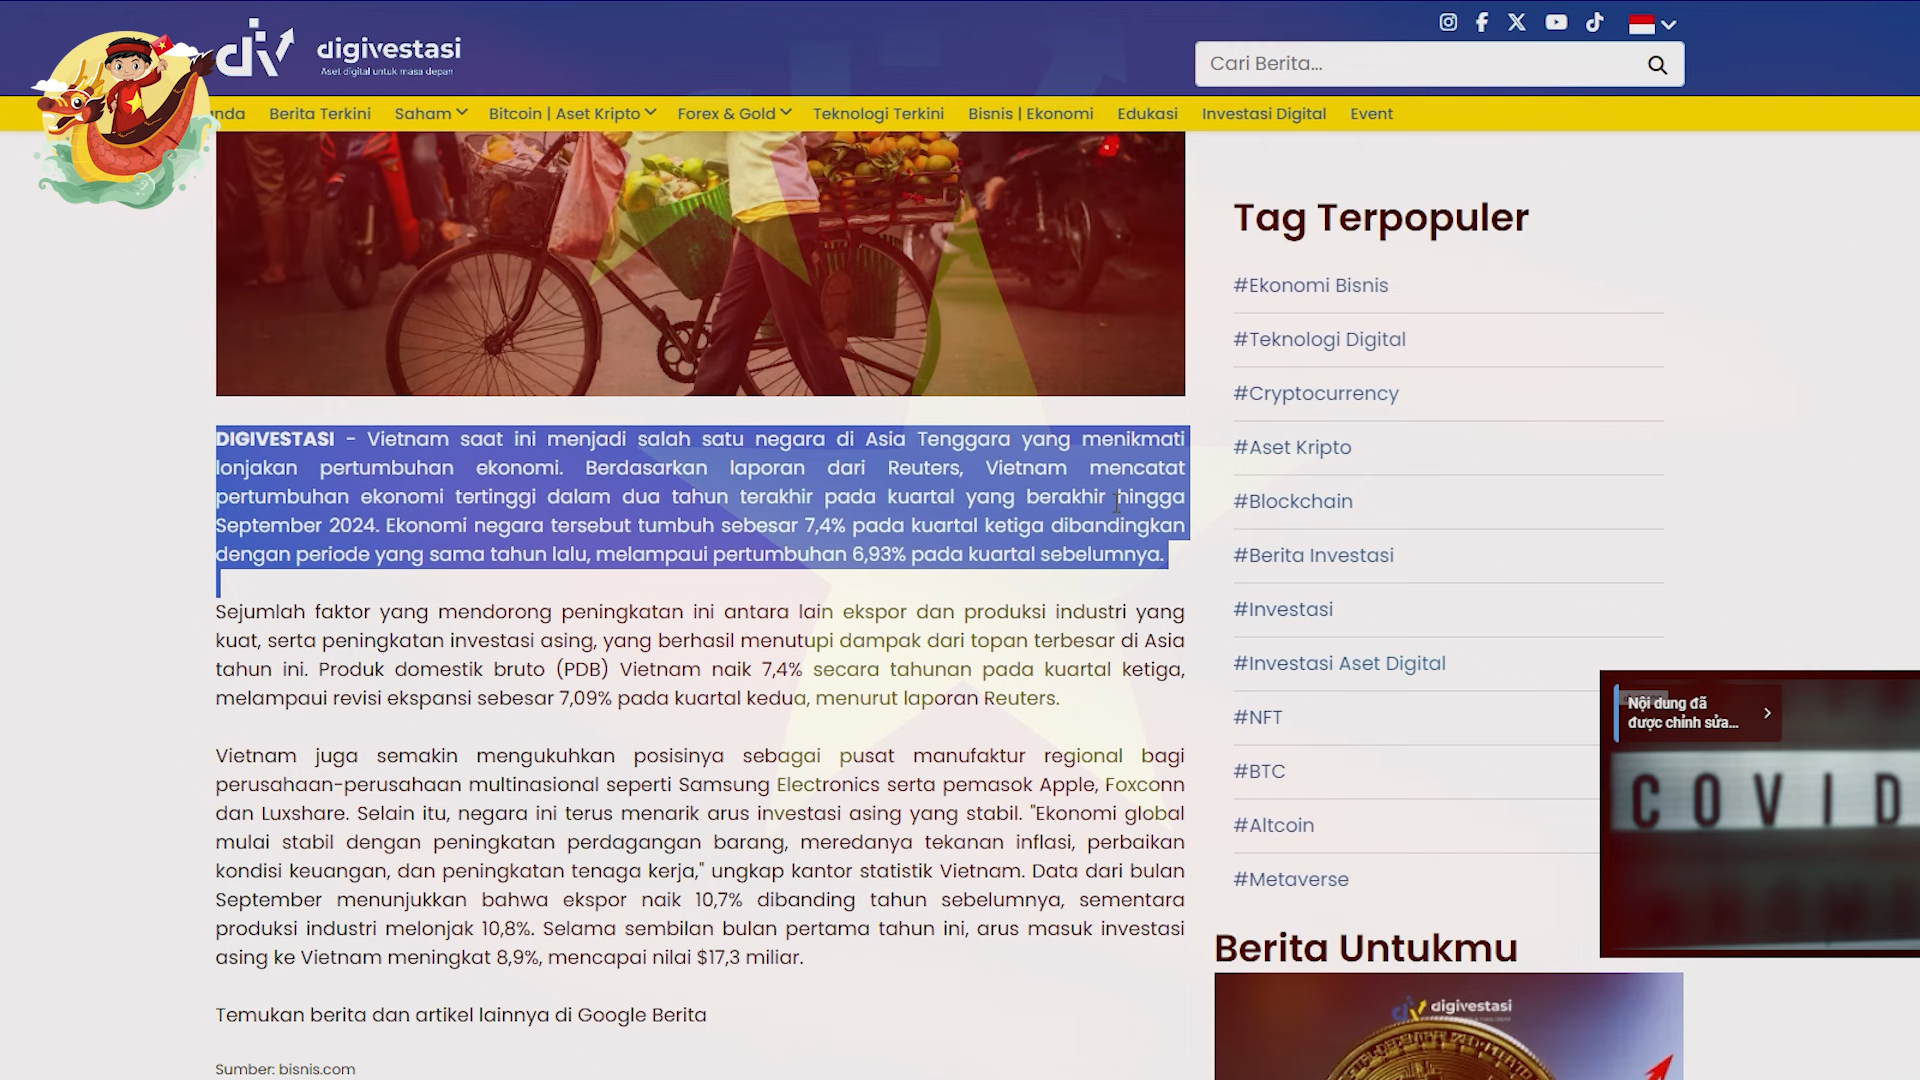 div digivestasi
Aset digital untuk masa depan
Cari Berita...
nda Berita Terkini Saham Bitcoin | Aset Kripto Forex & Gold Teknologi Terkini Bisnis | Ekonomi Edukasi Investasi Digital Event
DIGIVESTASI - Vietnam saat ini menjadi salah satu negara di Asia Tenggara yang menikmati
lonjakan pertumbuhan ekonomi. Berdasarkan laporan dari Reuters, Vietnam mencatat
pertumbuhan ekonomi tertinggi dalam dua tahun terakhir pada kuartal yang berakhir hingga
September 2024. Ekonomi negara tersebut tumbuh sebesar 7,4% pada kuartal ketiga dibandingkan
dengan periode yang sama tahun lalu, melampaui pertumbuhan 6,93% pada kuartal sebelumnya.
Sejumlah faktor yang mendorong peningkatan ini antara lain ekspor dan produksi industri yang
kuat, serta peningkatan investasi asing, yang berhasil menutupi dampak dari topan terbesar di Asia
tahun ini. Produk domestik bruto (PDB) Vietnam naik 7,4% secara tahunan pada kuartal ketiga,
melampaui revisi ekspansi sebesar 7,09% pada kuartal kedua, menurut laporan Reuters.
Vietnam juga semakin mengukuhkan posisinya sebagai pusat manufaktur regional bagi
perusahaan-perusahaan multinasional seperti Samsung Electronics serta pemasok Apple, Foxconn
dan Luxshare. Selain itu, negara ini terus menarik arus investasi asing yang stabil. "Ekonomi global
mulai stabil dengan peningkatan perdagangan barang, meredanya tekanan inflasi, perbaikan
kondisi keuangan, dan peningkatan tenaga kerja," ungkap kantor statistik Vietnam. Data dari bulan
September menunjukkan bahwa ekspor naik 10,7% dibanding tahun sebelumnya, sementara
produksi industri melonjak 10,8%. Selama sembilan bulan pertama tahun ini, arus masuk investasi
asing ke Vietnam meningkat 8,9%, mencapai nilai $17,3 miliar.
Temukan berita dan artikel lainnya di Google Berita
Sumber: bisnis.com
Tag Terpopuler
#Ekonomi Bisnis
#Teknologi Digital
#Cryptocurrency
#Aset Kripto
#Blockchain
#Berita Investasi
#Investasi
#Investasi Aset Digital
#NFT
#BTC
#Altcoin
#Metaverse
Berita Untukmu
digivestasi
Nội dung đã
được chỉnh sửa...
COVID